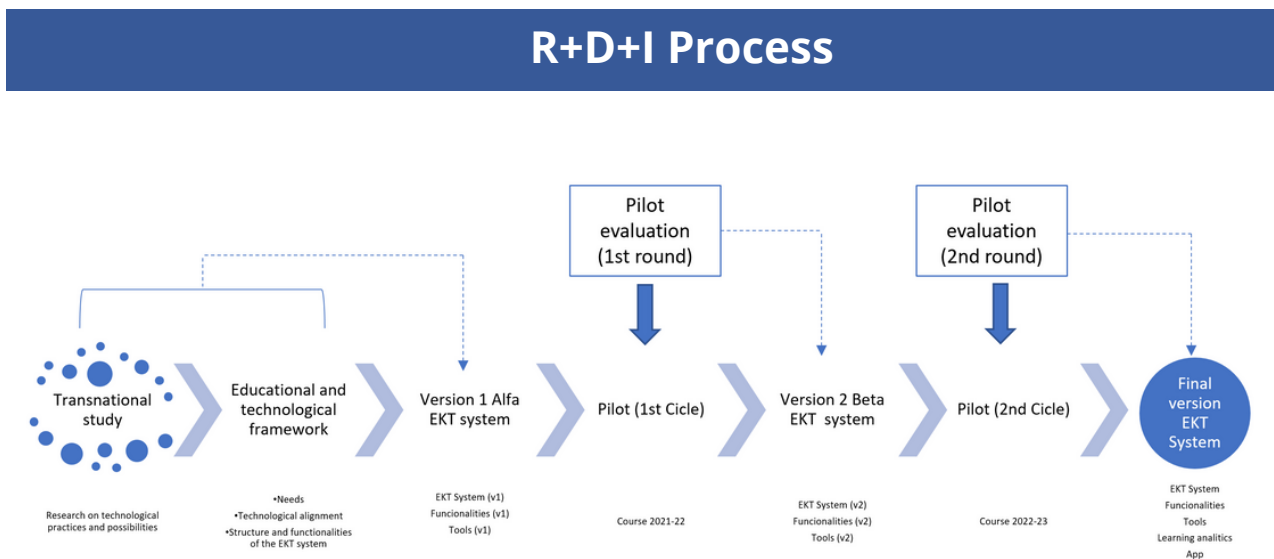 R+D+I Process
Pilot
evaluation
(1st round)
Pilot
evaluation
(2nd round)
Transnational
study
Educational and
technological
framework
Version 1 Alfa
EKT system
Pilot (1st Cicle)
Version 2 Beta
EKT  system
Pilot (2nd Cicle)
Final
version
EKT
System
Research on technological
practices and possibilities
•Needs
•Technological alignment
•Structure and functionalities
of the EKT system
EKT System (v1)
Funcionalities (v1)
Tools (v1)
Course 2021-22
EKT System (v2)
Funcionalities (v2)
Tools (v2)
Course 2022-23
EKT System
Funcionalities
Tools
Learning analitics
App